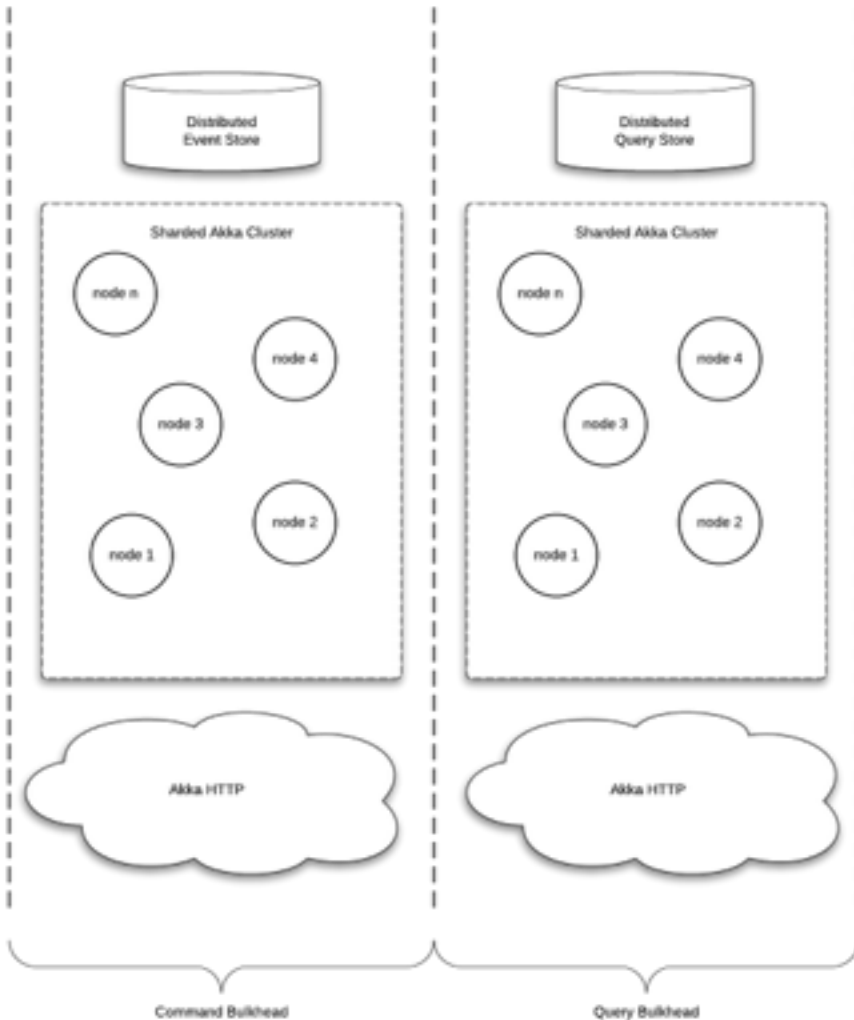 Distributed
Event Store
Sharded Akka Cluster
node n
node 4
node 3
node 2
node 1
Akka HTTP
Command Bulkhead
Distributed
Query Store
Sharded Akka Cluster
node n
node 4
node 3
node 2
node 1
Akka HTTP
Query Bulkhead